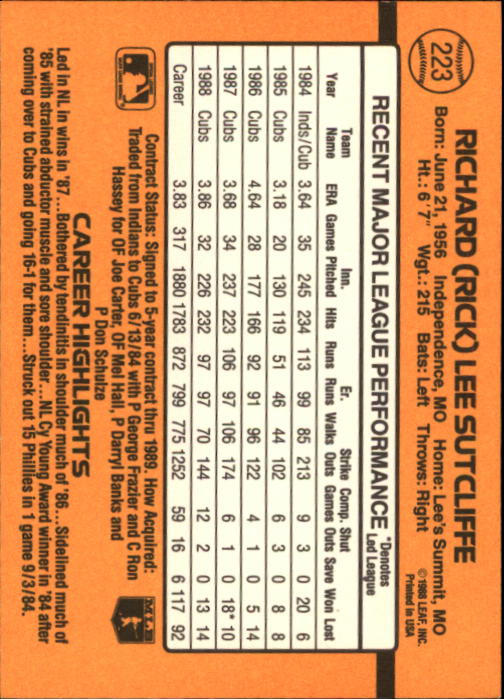 223
RICHARD (RICK) LEE SUTCLIFFE
Born: June 21, 1956 Independence, MO Home: Lee's Summit, MO
Ht.: 6'7" Wgt.: 215 Bats: Left Throws: Right
© 1988 LEAF, INC.
Printed in USA
RECENT MAJOR LEAGUE PERFORMANCE *Denotes Led League
Year Team Name ERA Games Inn. Pitched Hits Runs Er. Runs Walks Strike Outs Comp. Games Shut Outs Save Won Lost
1984 Inds/Cub 3.64 35 245 234 113 99 85 213 9 3 0 20 6
1985 Cubs 3.18 20 130 119 51 46 44 102 6 3 0 8 8
1986 Cubs 4.64 28 177 166 92 91 96 122 4 1 0 5 14
1987 Cubs 3.68 34 237 223 106 97 106 174 6 1 0 18* 10
1988 Cubs 3.86 32 226 232 97 97 70 144 12 2 0 13 14
Career 3.83 317 1880 1783 872 799 775 1252 59 16 6 117 92
Contract Status: Signed to 5-year contract thru 1989. How Acquired:
Traded from Indians to Cubs 6/13/84 with P George Frazier and C Ron
Hassey for OF Joe Carter, OF Mel Hall, P Darryl Banks and
P Don Schulze
MLB
CAREER HIGHLIGHTS
Led in NL in wins in '87...Bothered by tendinitis in shoulder much of '86...Sidelined much of
'85 with strained abductor muscle and sore shoulder...NL Cy Young Award winner in '84 after
coming over to Cubs and going 16-1 for them...Struck out 15 Phillies in 1 game 9/3/84.